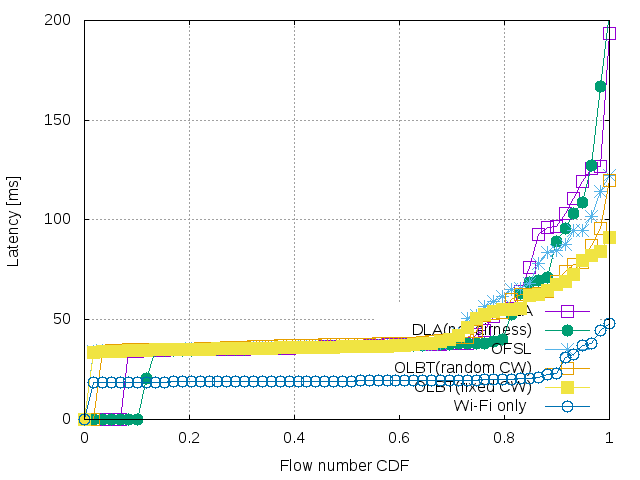 200
150
100
50
0
Latency [ms]
DLA(no fairness)
OFSL
OLBT(random CW)
OLBT(fixed CW)
Wi-Fi only
0 0.2 0.4 0.6 0.8 1
Flow number CDF